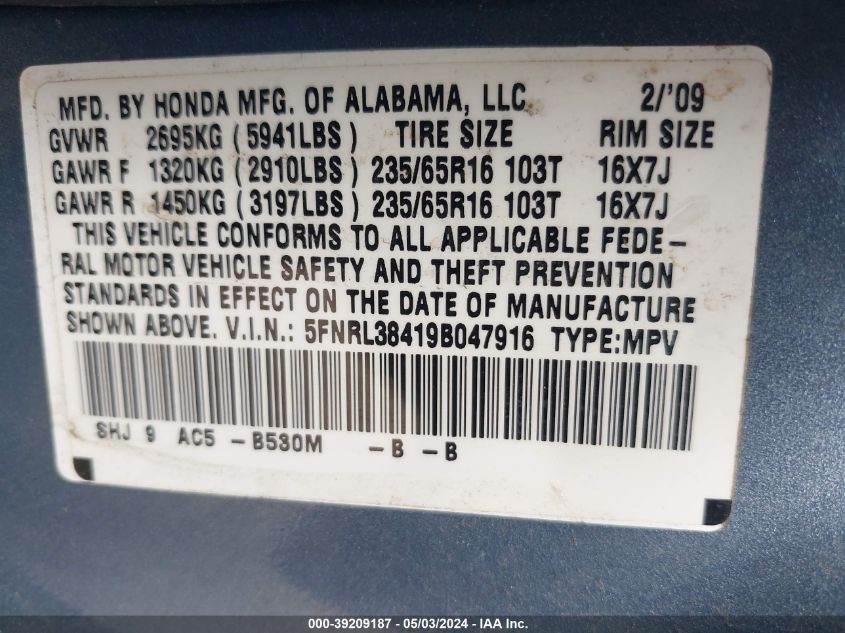 MFD. BY HONDA MFG. OF ALABAMA, LLC 2/'09
GVWR 2695KG (5941LBS) TIRE SIZE RIM SIZE
GAWR F 1320KG (2910LBS) 235/65R16 103T 16X7J
GAWR R 1450KG (3197LBS) 235/65R16 103T 16X7J
THIS VEHICLE CONFORMS TO ALL APPLICABLE FEDE-
RAL MOTOR VEHICLE SAFETY AND THEFT PREVENTION
STANDARDS IN EFFECT ON THE DATE OF MANUFACTURE
SHOWN ABOVE. V.I.N.: 5FNRL38419B047916 TYPE:MPV
SHJ 9 AC5 -B530M -B -B
000-39209187 - 05/03/2024 - IAA Inc.